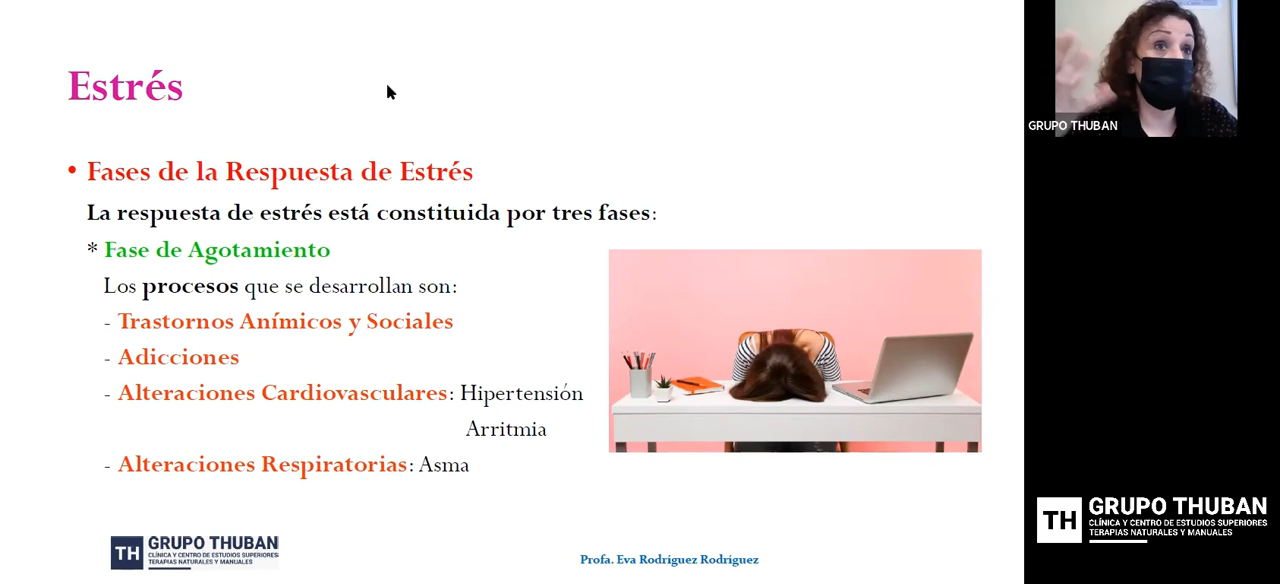 Estrés
• Fases de la Respuesta de Estrés
La respuesta de estrés está constituida por tres fases:
* Fase de Agotamiento
Los procesos que se desarrollan son:
- Trastornos Anímicos y Sociales
- Adicciones
- Alteraciones Cardiovasculares: Hipertensión
Arritmia
- Alteraciones Respiratorias: Asma
TH GRUPO THUBAN
CLÍNICA Y CENTRO DE ESTUDIOS SUPERIORES
TERAPIAS NATURALES Y MANUALES
Profa. Eva Rodríguez Rodríguez
GRUPO THUBAN
TH GRUPO THUBAN
CLÍNICA Y CENTRO DE ESTUDIOS SUPERIORES
TERAPIAS NATURALES Y MANUALES